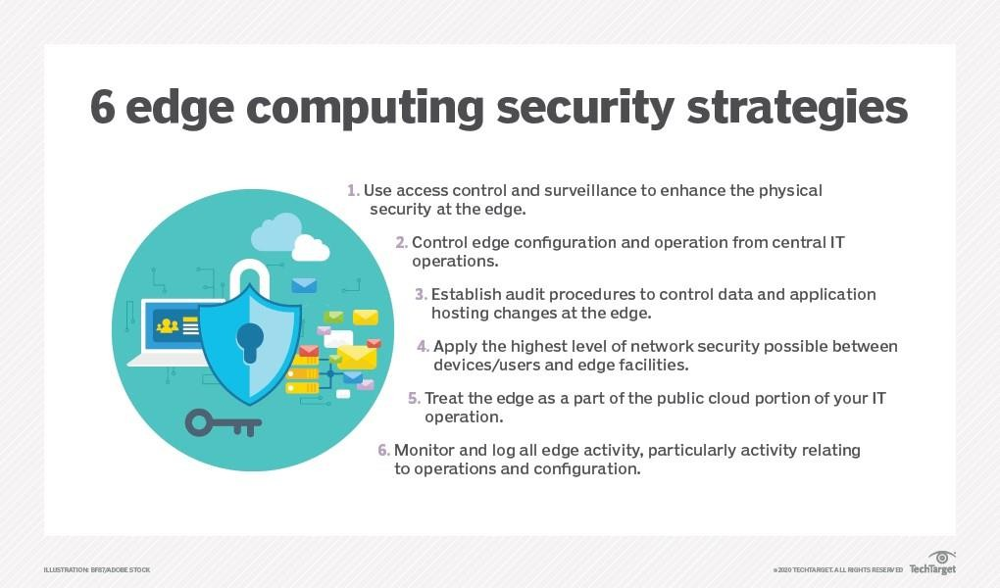 6 edge computing security strategies
1. Use access control and surveillance to enhance the physical
security at the edge.
2. Control edge configuration and operation from central IT
operations.
3. Establish audit procedures to control data and application
hosting changes at the edge.
4. Apply the highest level of network security possible between
devices/users and edge facilities.
5. Treat the edge as a part of the public cloud portion of your IT
operation.
6. Monitor and log all edge activity, particularly activity relating
to operations and configuration.
ILLUSTRATION: BF87/ADOBE STOCK
©2020 TECHTARGET. ALL RIGHTS RESERVED TechTarget